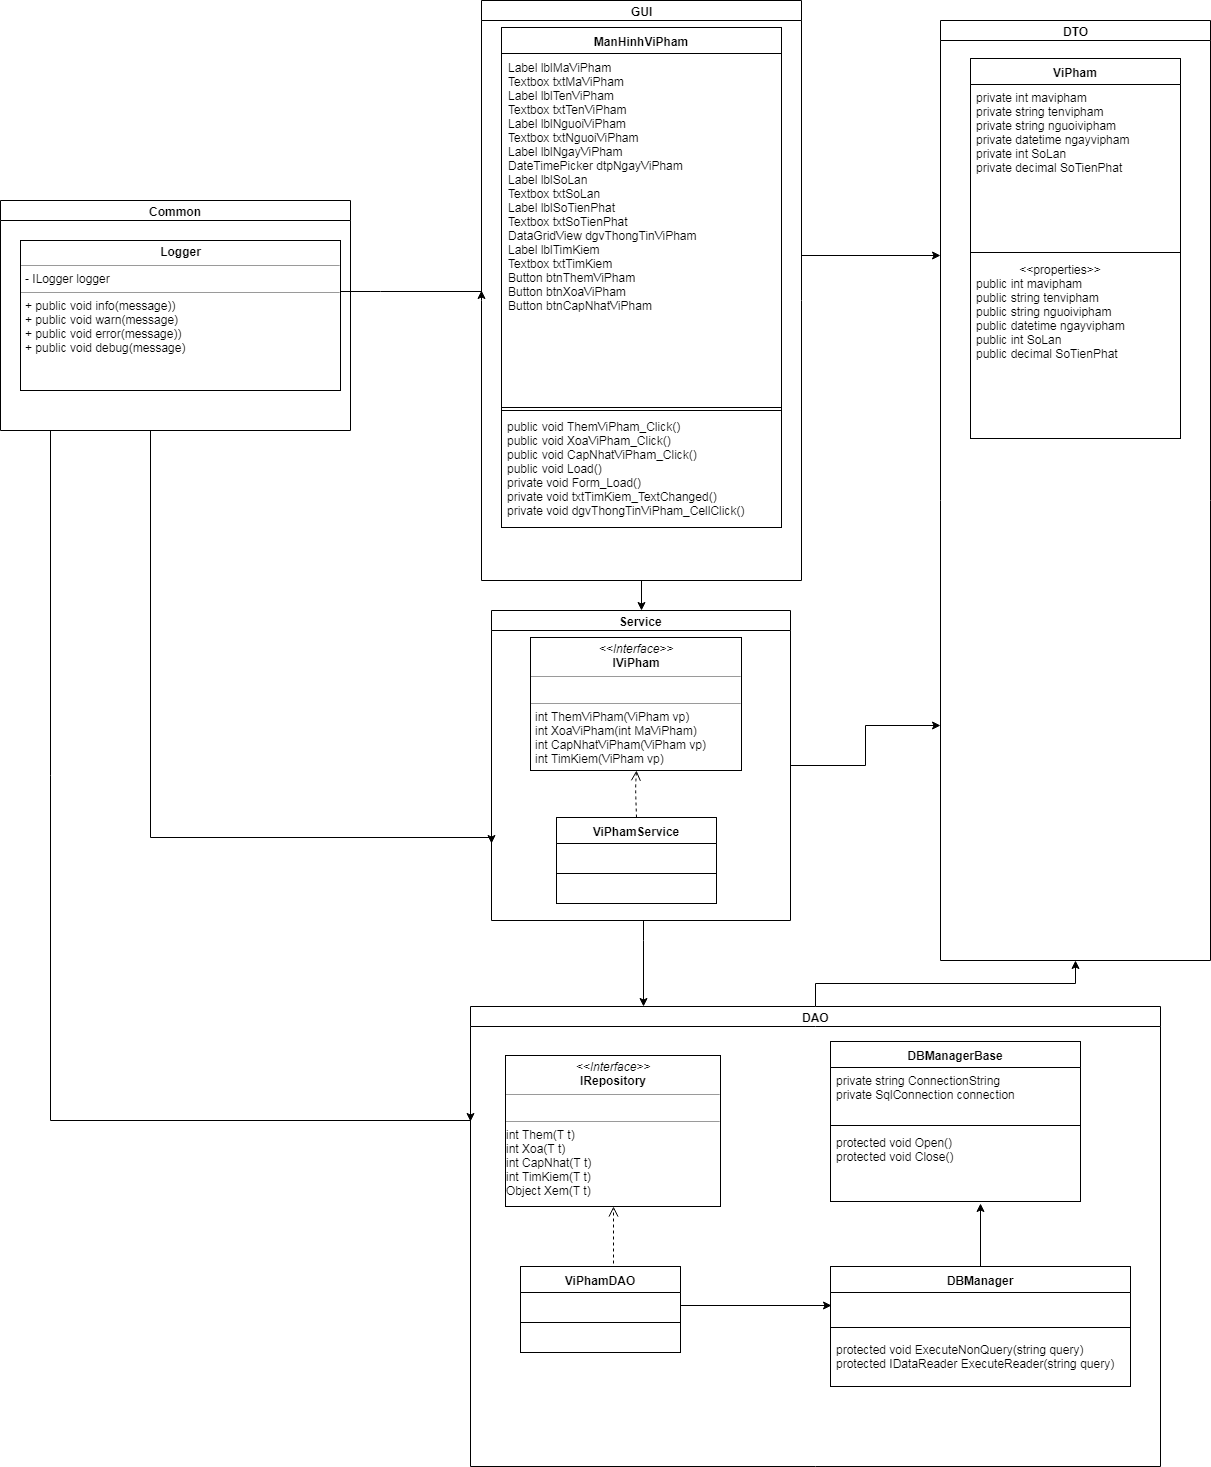 GUI
ManHinhViPham
Label lblMaViPham
Textbox txtMaViPham
Label lblTenViPham
Textbox txtTenViPham
Label lblNguoiViPham
Textbox txtNguoiViPham
Label lblNgayViPham
DateTimePicker dtpNgayViPham
Label lblSoLan
Textbox txtSoLan
Label lblSoTienPhat
Textbox txtSoTienPhat
DataGridView dgvThongTinViPham
Label lblTimKiem
Textbox txtTimKiem
Button btnThemViPham
Button btnXoaViPham
Button btnCapNhatViPham
public void ThemViPham_Click()
public void XoaViPham_Click()
public void CapNhatViPham_Click()
public void Load()
private void Form_Load()
private void txtTimKiem_TextChanged()
private void dgvThongTinViPham_CellClick()
DTO
ViPham
private int mavipham
private string tenvipham
private string nguoivipham
private datetime ngayvipham
private int SoLan
private decimal SoTienPhat
<<properties>>
public int mavipham
public string tenvipham
public string nguoivipham
public datetime ngayvipham
public int SoLan
public decimal SoTienPhat
Common
Logger
- ILogger logger
+ public void info(message))
+ public void warn(message)
+ public void error(message))
+ public void debug(message)
Service
<<Interface>>
IViPham
int ThemViPham(ViPham vp)
int XoaViPham(int MaViPham)
int CapNhatViPham(ViPham vp)
int TimKiem(ViPham vp)
ViPhamService
DAO
<<Interface>>
IRepository
int Them(T t)
int Xoa(T t)
int CapNhat(T t)
int TimKiem(T t)
Object Xem(T t)
DBManagerBase
private string ConnectionString
private SqlConnection connection
protected void Open()
protected void Close()
ViPhamDAO
DBManager
protected void ExecuteNonQuery(string query)
protected IDataReader ExecuteReader(string query)